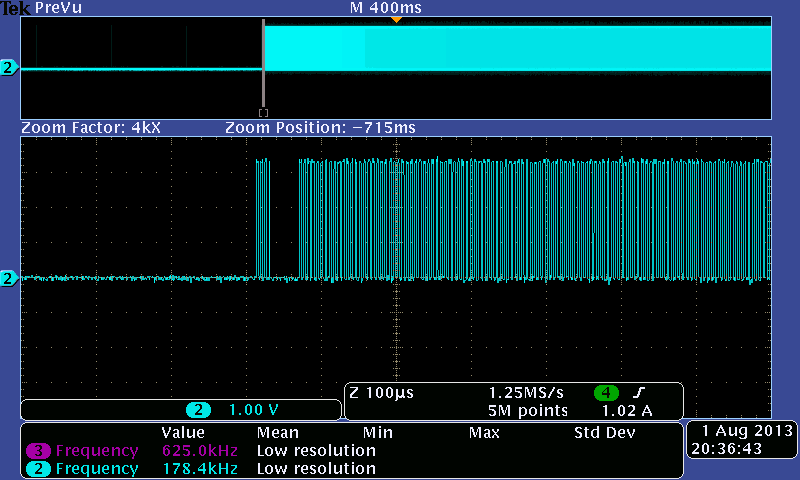 Tek PreVu M 400ms
2
Zoom Factor: 4kX Zoom Position: −715ms
2
2 1.00 V
Z 100µs 1.25MS/s 4
5M points 1.02 A
Value Mean Min Max Std Dev
3 Frequency 625.0kHz Low resolution
2 Frequency 178.4kHz Low resolution
1 Aug 2013
20:36:43